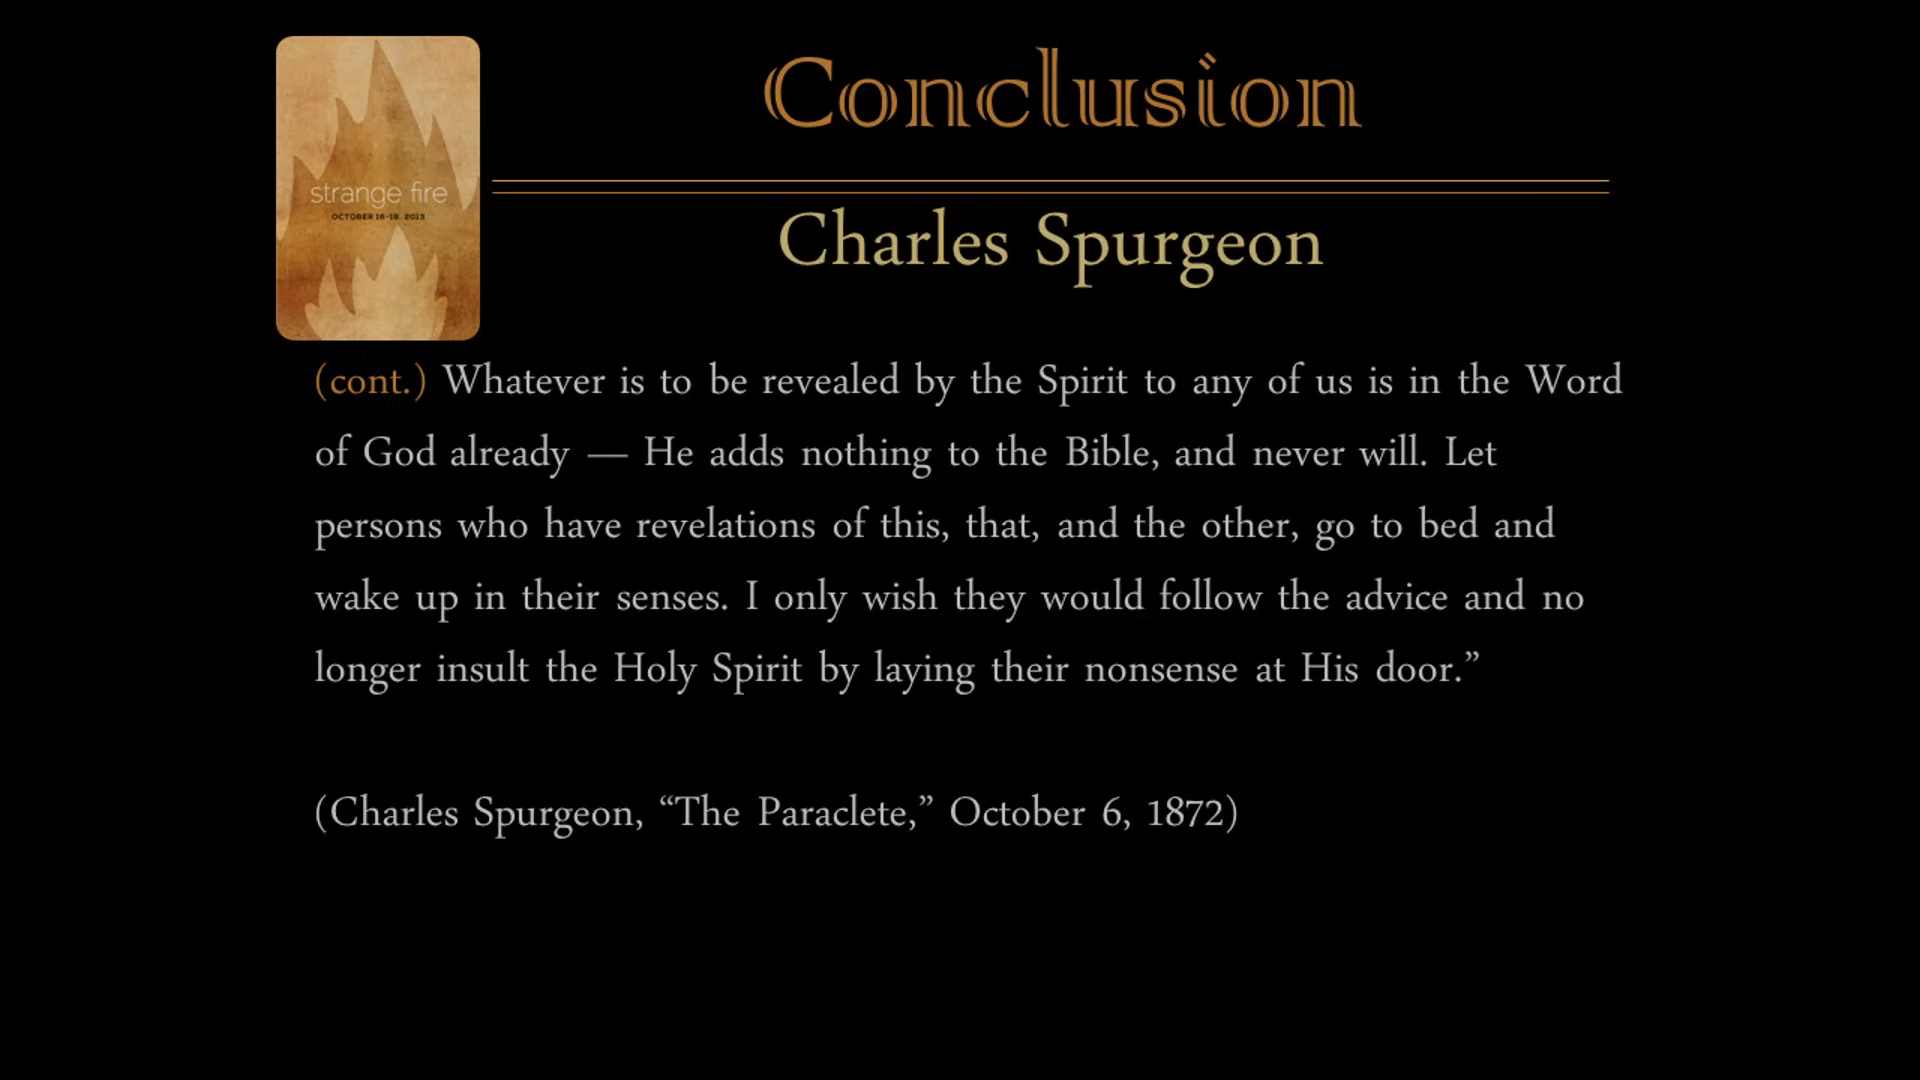 Conclusion
strange fire
OCTOBER 16-18, 2013
Charles Spurgeon
(cont.) Whatever is to be revealed by the Spirit to any of us is in the Word
of God already — He adds nothing to the Bible, and never will. Let
persons who have revelations of this, that, and the other, go to bed and
wake up in their senses. I only wish they would follow the advice and no
longer insult the Holy Spirit by laying their nonsense at His door.”
(Charles Spurgeon, “The Paraclete,” October 6, 1872)